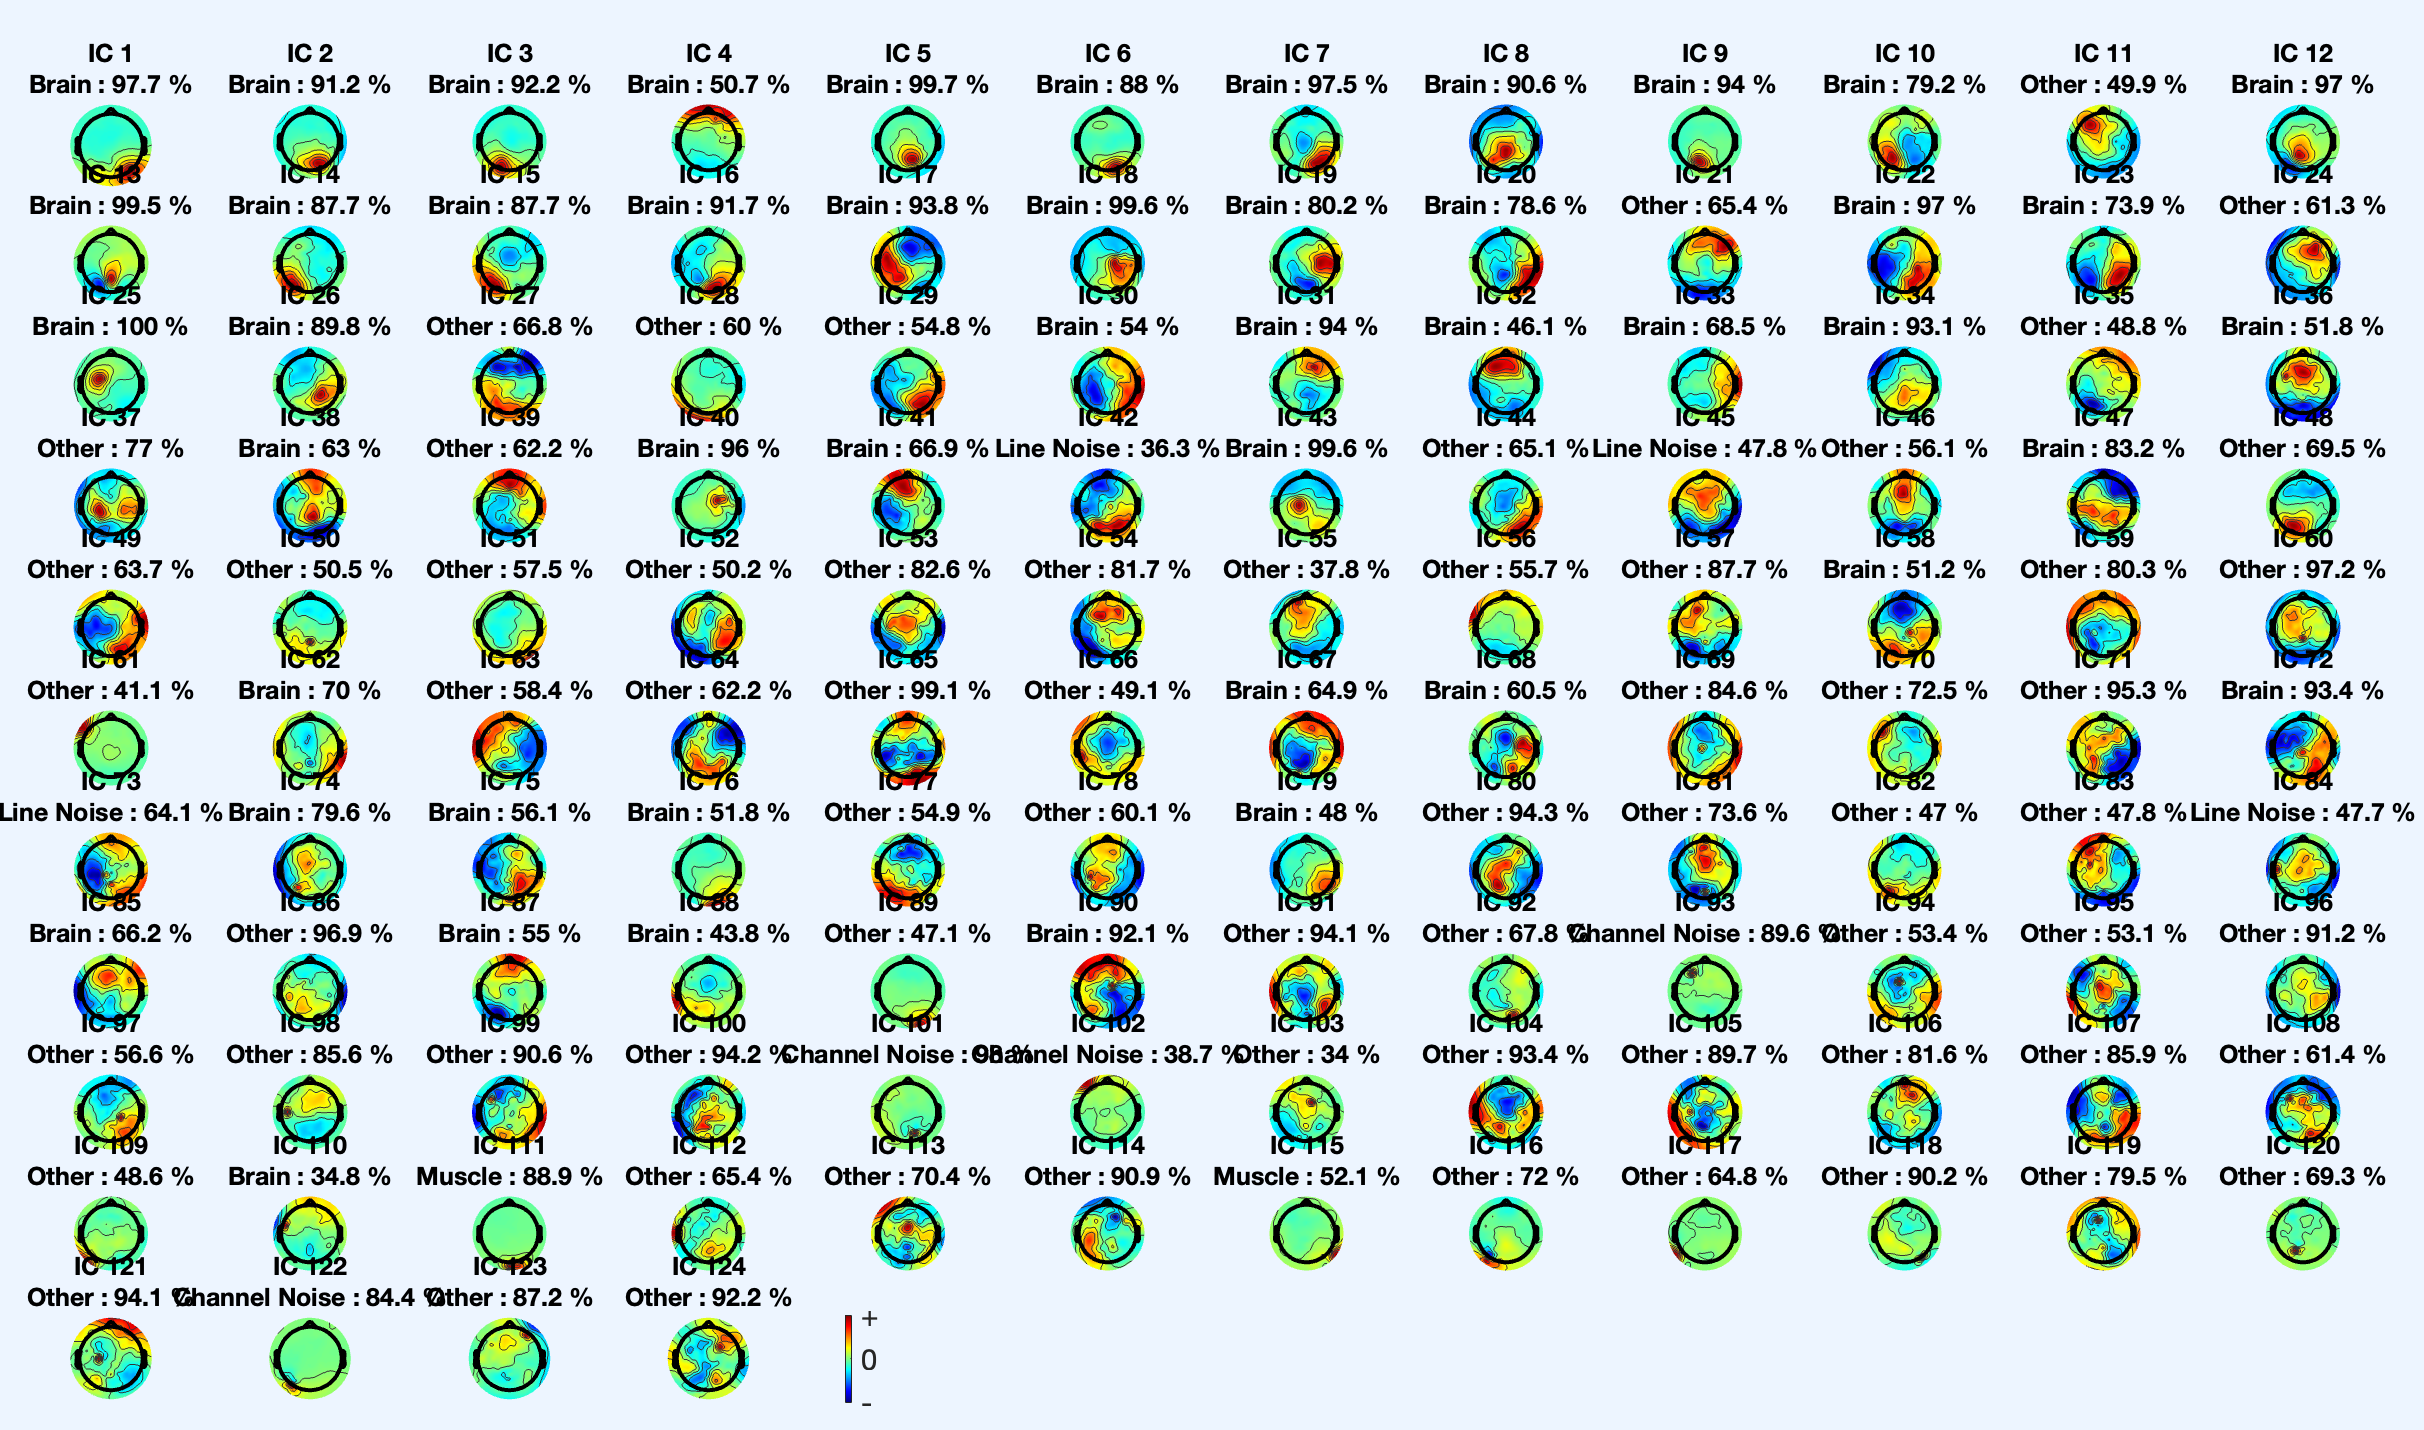 IC 1 IC 2 IC 3 IC 4 IC 5 IC 6 IC 7 IC 8 IC 9 IC 10 IC 11 IC 12
Brain : 97.7 % Brain : 91.2 % Brain : 92.2 % Brain : 50.7 % Brain : 99.7 % Brain : 88 % Brain : 97.5 % Brain : 90.6 % Brain : 94 % Brain : 79.2 % Other : 49.9 % Brain : 97 %
IC 13 IC 14 IC 15 IC 16 IC 17 IC 18 IC 19 IC 20 IC 21 IC 22 IC 23 IC 24
Brain : 99.5 % Brain : 87.7 % Brain : 87.7 % Brain : 91.7 % Brain : 93.8 % Brain : 99.6 % Brain : 80.2 % Brain : 78.6 % Other : 65.4 % Brain : 97 % Brain : 73.9 % Other : 61.3 %
IC 25 IC 26 IC 27 IC 28 IC 29 IC 30 IC 31 IC 32 IC 33 IC 34 IC 35 IC 36
Brain : 100 % Brain : 89.8 % Other : 66.8 % Other : 60 % Other : 54.8 % Brain : 54 % Brain : 94 % Brain : 46.1 % Brain : 68.5 % Brain : 93.1 % Other : 48.8 % Brain : 51.8 %
IC 37 IC 38 IC 39 IC 40 IC 41 IC 42 IC 43 IC 44 IC 45 IC 46 IC 47 IC 48
Other : 77 % Brain : 63 % Other : 62.2 % Brain : 96 % Brain : 66.9 % Line Noise : 36.3 % Brain : 99.6 % Other : 65.1 % Line Noise : 47.8 % Other : 56.1 % Brain : 83.2 % Other : 69.5 %
IC 49 IC 50 IC 51 IC 52 IC 53 IC 54 IC 55 IC 56 IC 57 IC 58 IC 59 IC 60
Other : 63.7 % Other : 50.5 % Other : 57.5 % Other : 50.2 % Other : 82.6 % Other : 81.7 % Other : 37.8 % Other : 55.7 % Other : 87.7 % Brain : 51.2 % Other : 80.3 % Other : 97.2 %
IC 61 IC 62 IC 63 IC 64 IC 65 IC 66 IC 67 IC 68 IC 69 IC 70 IC 71 IC 72
Other : 41.1 % Brain : 70 % Other : 58.4 % Other : 62.2 % Other : 99.1 % Other : 49.1 % Brain : 64.9 % Brain : 60.5 % Other : 84.6 % Other : 72.5 % Other : 95.3 % Brain : 93.4 %
IC 73 IC 74 IC 75 IC 76 IC 77 IC 78 IC 79 IC 80 IC 81 IC 82 IC 83 IC 84
Line Noise : 64.1 % Brain : 79.6 % Brain : 56.1 % Brain : 51.8 % Other : 54.9 % Other : 60.1 % Brain : 48 % Other : 94.3 % Other : 73.6 % Other : 47 % Other : 47.8 % Line Noise : 47.7 %
IC 85 IC 86 IC 87 IC 88 IC 89 IC 90 IC 91 IC 92 IC 93 IC 94 IC 95 IC 96
Brain : 66.2 % Other : 96.9 % Brain : 55 % Brain : 43.8 % Other : 47.1 % Brain : 92.1 % Other : 94.1 % Other : 67.8 % Channel Noise : 89.6 % Other : 53.4 % Other : 53.1 % Other : 91.2 %
IC 97 IC 98 IC 99 IC 100 IC 101 IC 102 IC 103 IC 104 IC 105 IC 106 IC 107 IC 108
Other : 56.6 % Other : 85.6 % Other : 90.6 % Other : 94.2 % Channel Noise : % Channel Noise : 38.7 % Other : 34 % Other : 93.4 % Other : 89.7 % Other : 81.6 % Other : 85.9 % Other : 61.4 %
IC 109 IC 110 IC 111 IC 112 IC 113 IC 114 IC 115 IC 116 IC 117 IC 118 IC 119 IC 120
Other : 48.6 % Brain : 34.8 % Muscle : 88.9 % Other : 65.4 % Other : 70.4 % Other : 90.9 % Muscle : 52.1 % Other : 72 % Other : 64.8 % Other : 90.2 % Other : 79.5 % Other : 69.3 %
IC 121 IC 122 IC 123 IC 124
Other : 94.1 % Channel Noise : 84.4 % Other : 87.2 % Other : 92.2 %
+
0
-